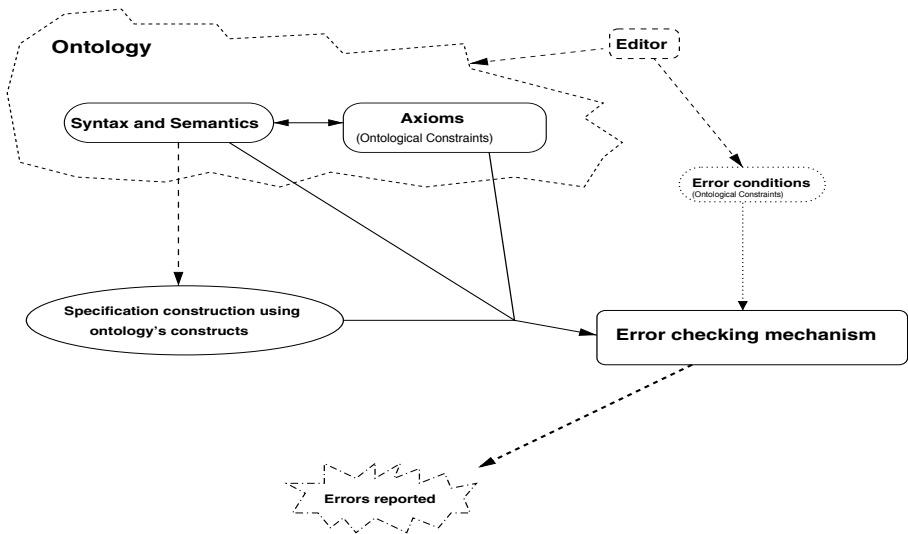 Ontology
Editor
Syntax and Semantics
Axioms
(Ontological Constraints)
Error conditions
(Ontological Constraints)
Specification construction using
ontology's constructs
Error checking mechanism
Errors reported